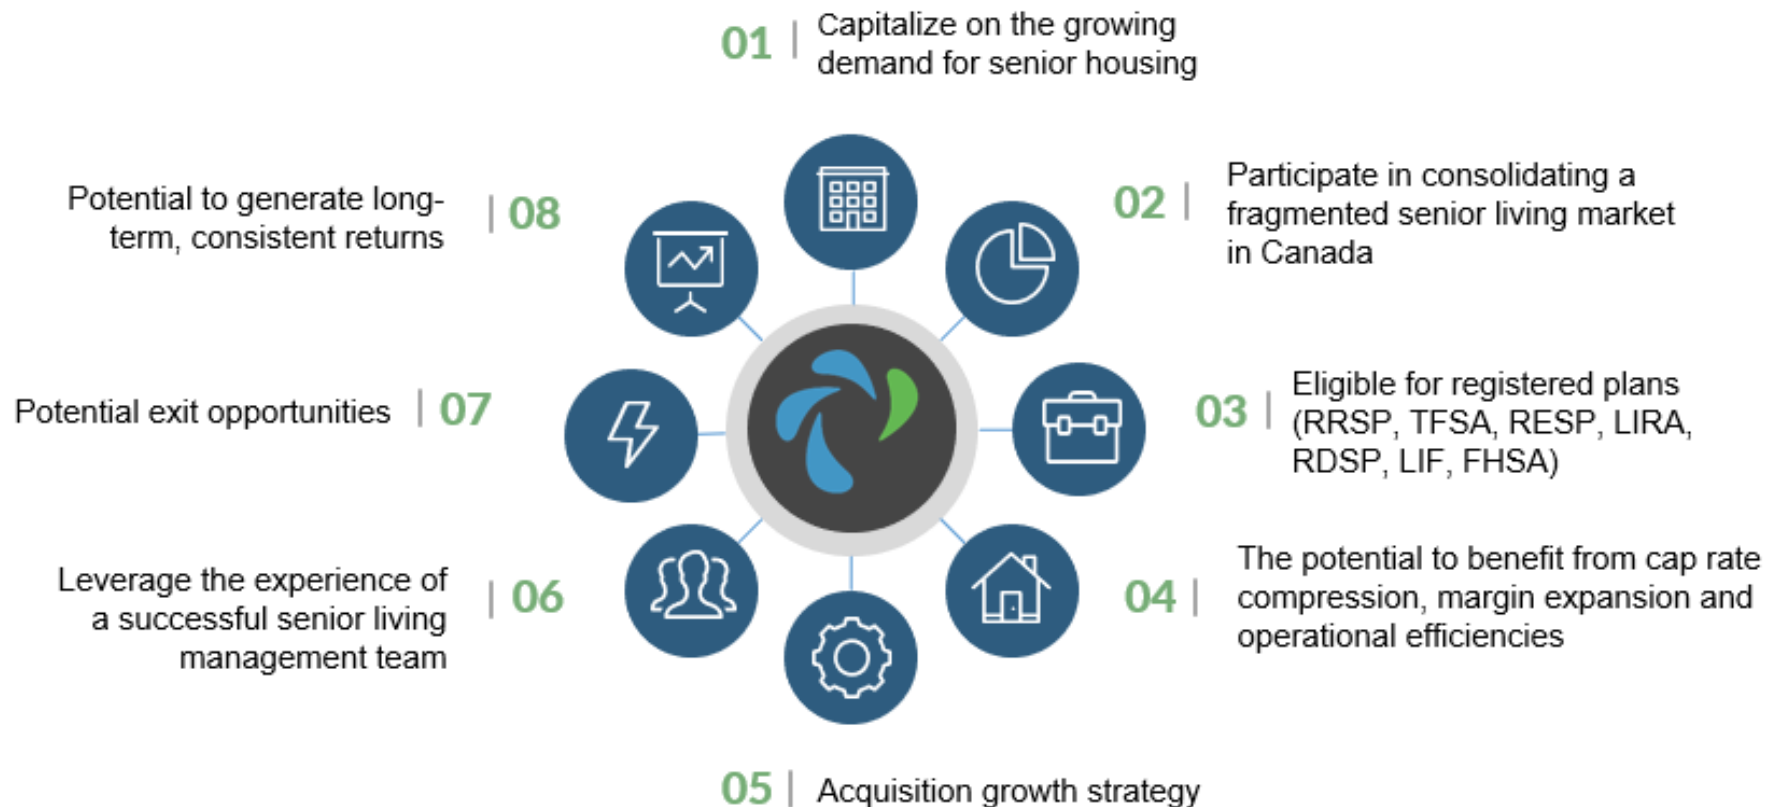 01
Capitalize on the growing
demand for senior housing
02
Participate in consolidating a
fragmented senior living market
in Canada
03
Eligible for registered plans
(RRSP, TFSA, RESP, LIRA,
RDSP, LIF, FHSA)
04
The potential to benefit from cap rate
compression, margin expansion and
operational efficiencies
05
Acquisition growth strategy
06
Leverage the experience of
a successful senior living
management team
07
Potential exit opportunities
08
Potential to generate long-
term, consistent returns